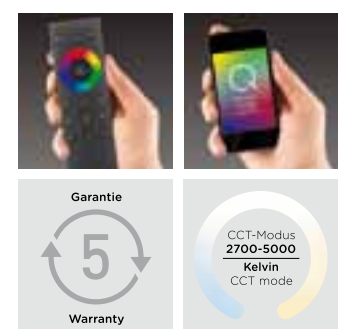 Garantie
5
Warranty
CCT-Modus
2700-5000
Kelvin
CCT mode